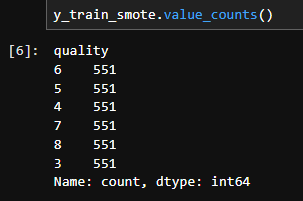 y_train_smote.value_counts()
[6]: quality
6    551
5    551
4    551
7    551
8    551
3    551
Name: count, dtype: int64